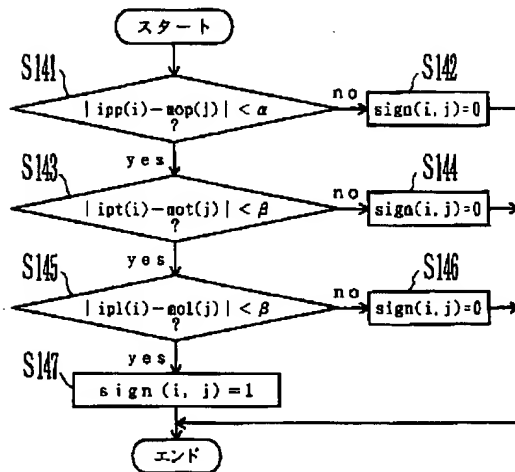 スタート
S141
| ipp(i)-mop(j)| < α
?
no
S142
sign(i, j)=0
yes
S143
| ipt(i)-mot(j)| < β
?
no
S144
sign(i, j)=0
yes
S145
| ipl(i)-mol(j)| < β
?
no
S146
sign(i, j)=0
yes
S147
sign (i, j) =1
エンド